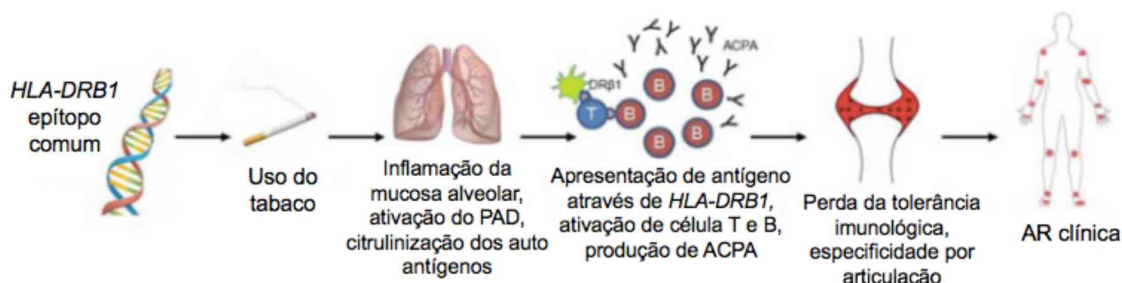 HLA-DRB1
epítopo
comum
Uso do
tabaco
Inflamação da
mucosa alveolar,
ativação do PAD,
citrulinização dos auto
antígenos
ACPA
DRβ1
T
B
B
B
B
B
B
Apresentação de antígeno
através de HLA-DRB1,
ativação de célula T e B,
produção de ACPA
Perda da tolerância
imunológica,
especificidade por
articulação
AR clínica